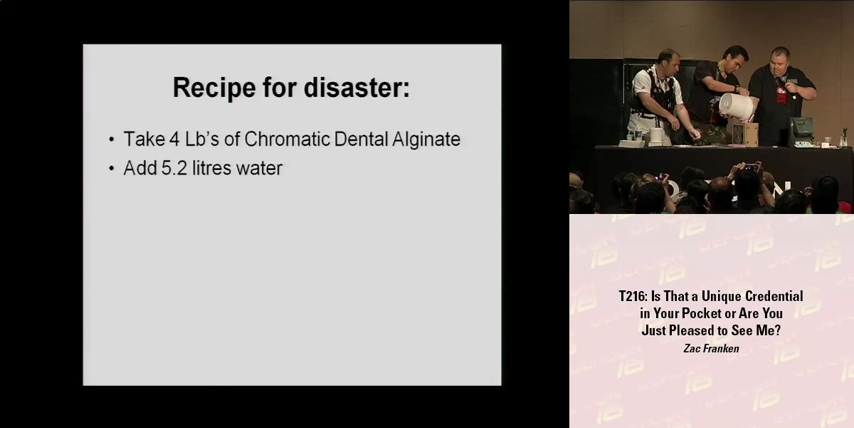 Recipe for disaster:
• Take 4 Lb's of Chromatic Dental Alginate
• Add 5.2 litres water
T216: Is That a Unique Credential
in Your Pocket or Are You
Just Pleased to See Me?
Zac Franken